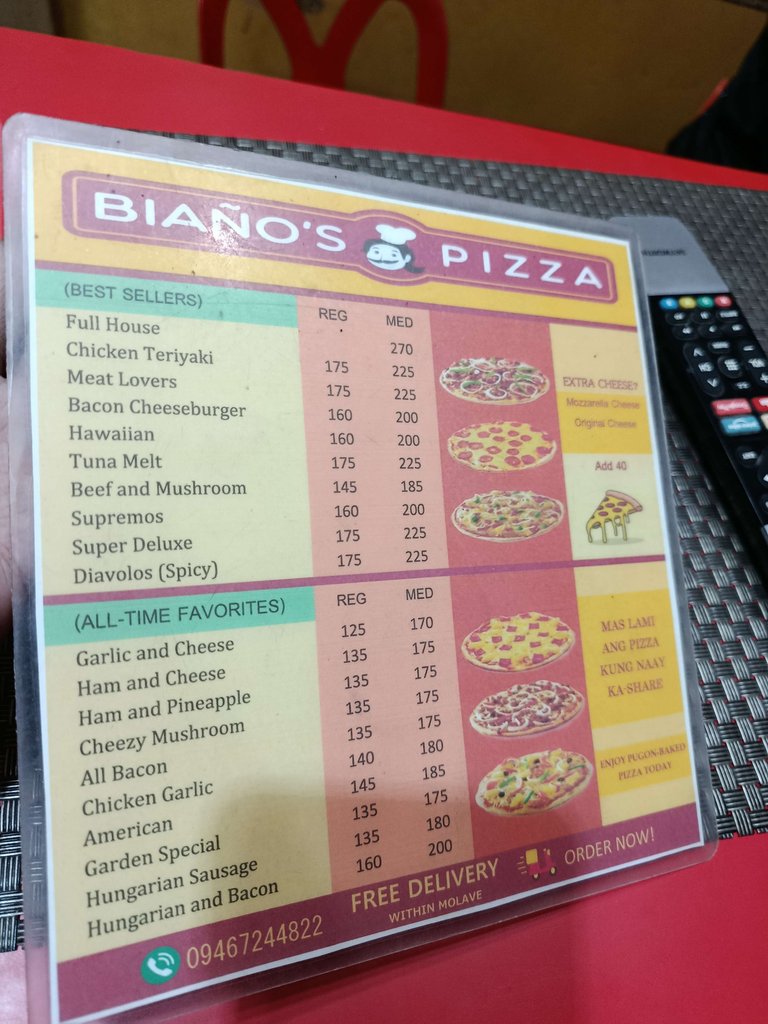 BIAÑO'S PIZZA
(BEST SELLERS) REG MED
Full House 270
Chicken Teriyaki 175 225
Meat Lovers 175 225
Bacon Cheeseburger 160 200
Hawaiian 160 200
Tuna Melt 175 225
Beef and Mushroom 145 185
Supremos 160 200
Super Deluxe 175 225
Diavolos (Spicy) 175 225
EXTRA CHEESE?
Mozzarella Cheese
Original Cheese
Add 40
(ALL-TIME FAVORITES) REG MED
Garlic and Cheese 125 170
Ham and Cheese 135 175
Ham and Pineapple 135 175
Cheezy Mushroom 135 175
All Bacon 135 175
Chicken Garlic 140 180
American 145 185
Garden Special 135 175
Hungarian Sausage 135 180
Hungarian and Bacon 160 200
MAS LAMI
ANG PIZZA
KUNG NAAY
KA-SHARE
ENJOY PUGON-BAKED
PIZZA TODAY
09467244822
FREE DELIVERY
WITHIN MOLAVE
ORDER NOW!